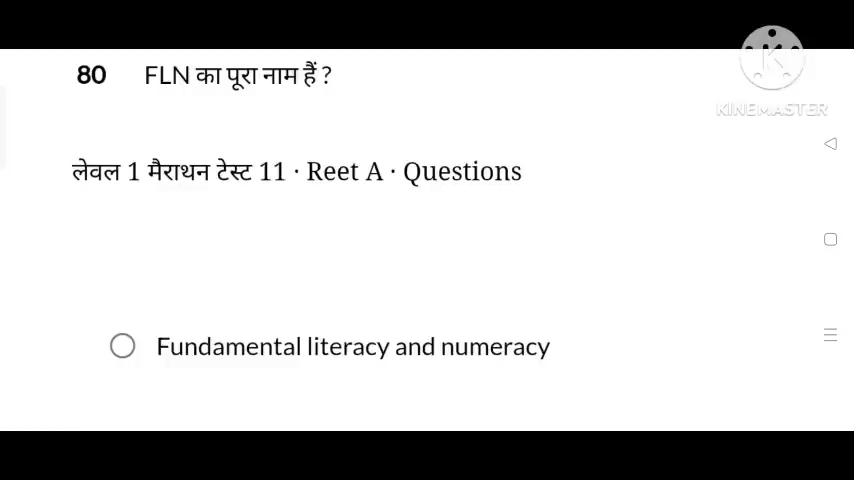 80 FLN का पूरा नाम हैं ?
K
KINEMASTER
लेवल 1 मैराथन टेस्ट 11 · Reet A · Questions
Fundamental literacy and numeracy